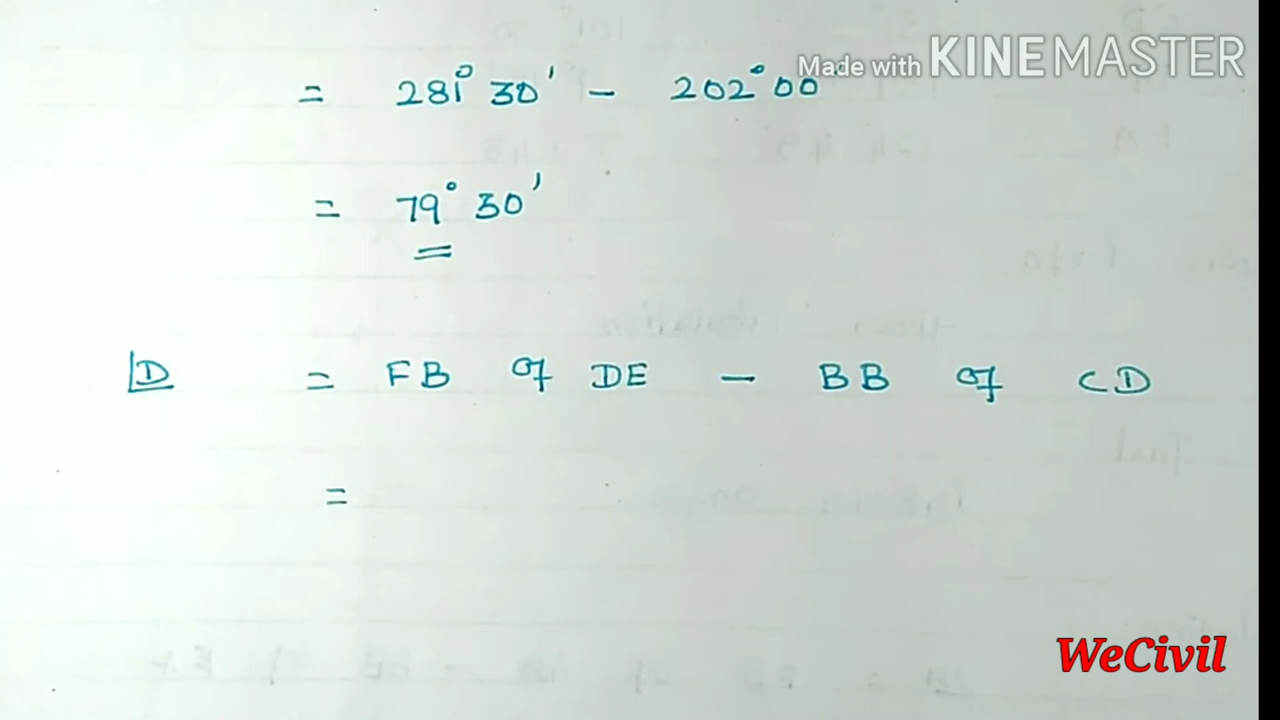 Made with KINEMASTER
= 281° 30' - 202° 00'
= 79° 30'
D = FB of DE - BB of CD
=
WeCivil